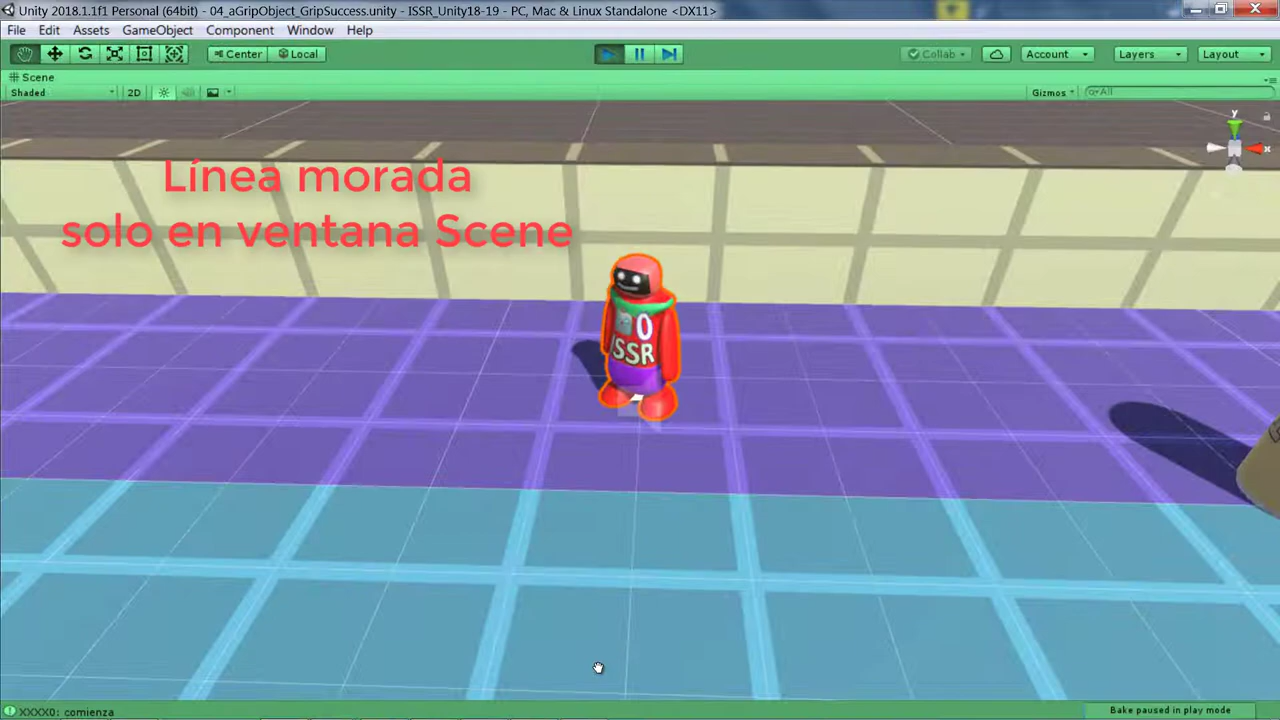 Unity 2018.1.1f1 Personal (64bit) - 04_aGripObject_GripSuccess.unity - ISSR_Unity18-19 - PC, Mac & Linux Standalone <DX11>
File Edit Assets GameObject Component Window Help
Center Local Collab Account Layers Layout
Scene
Shaded 2D Gizmos All
y
x
Línea morada
solo en ventana Scene
0
ISSR
XXXX0: comienza Bake paused in play mode